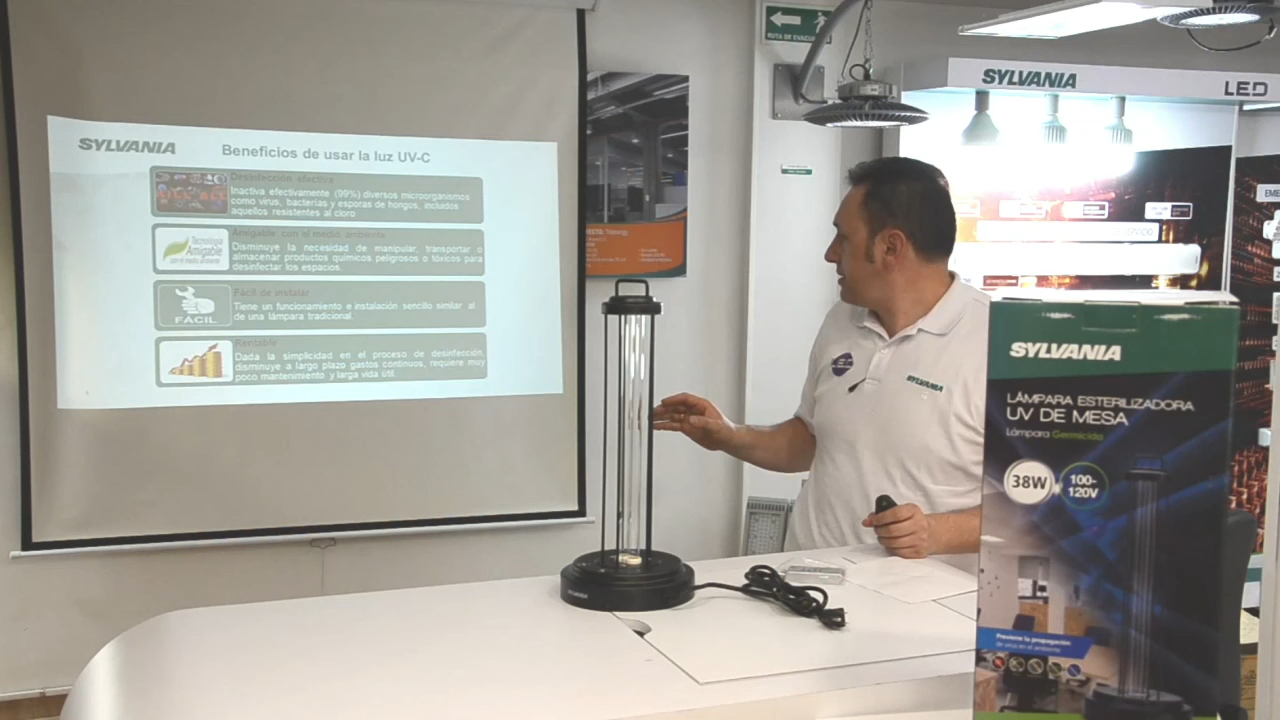 SYLVANIA
Beneficios de usar la luz UV-C
Desinfección efectiva
Inactiva efectivamente (99%) diversos microorganismos
como virus, bacterias y esporas de hongos, incluidos
aquellos resistentes al cloro
Amigable con el medio ambiente
Disminuye la necesidad de manipular, transportar o
almacenar productos químicos peligrosos o tóxicos para
desinfectar los espacios.
Fácil de instalar
Tiene un funcionamiento e instalación sencillo similar al
de una lámpara tradicional
FÁCIL
Rentable
Dada la simplicidad en el proceso de desinfección,
disminuye a largo plazo gastos continuos, requiere muy
poco mantenimiento y larga vida útil
RUTA DE EVACU
SYLVANIA
LED
SYLVANIA
SYLVANIA
SYLVANIA
LÁMPARA ESTERILIZADORA
UV DE MESA
Lámpara Germicida
38W
100-
120V
Previene la propagación
de virus en el ambiente